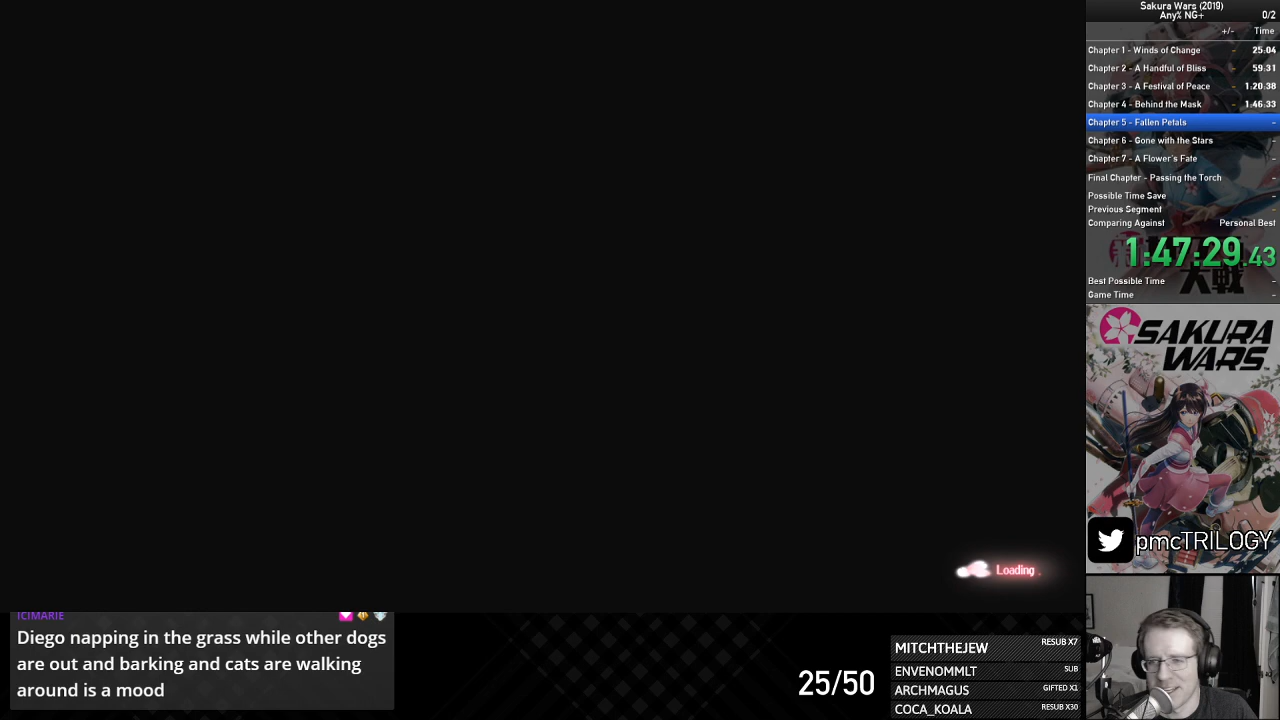 Sakura Wars (2019)
Any% NG+ 0/2
+/- Time
Chapter 1 - Winds of Change - 25:04
Chapter 2 - A Handful of Bliss - 59:31
Chapter 3 - A Festival of Peace - 1:20:38
Chapter 4 - Behind the Mask - 1:46:33
Chapter 5 - Fallen Petals -
Chapter 6 - Gone with the Stars -
Chapter 7 - A Flower's Fate -
Final Chapter - Passing the Torch -
Possible Time Save -
Previous Segment -
Comparing Against Personal Best
1:47:29.43
大戦
Best Possible Time -
Game Time -
SAKURA
WARS
pmcTRILOGY
Loading
ICIMARIE
Diego napping in the grass while other dogs
are out and barking and cats are walking
around is a mood
25/50
MITCHTHEJEW RESUB X7
ENVENOMMLT SUB
ARCHMAGUS GIFTED X1
COCA_KOALA RESUB X30